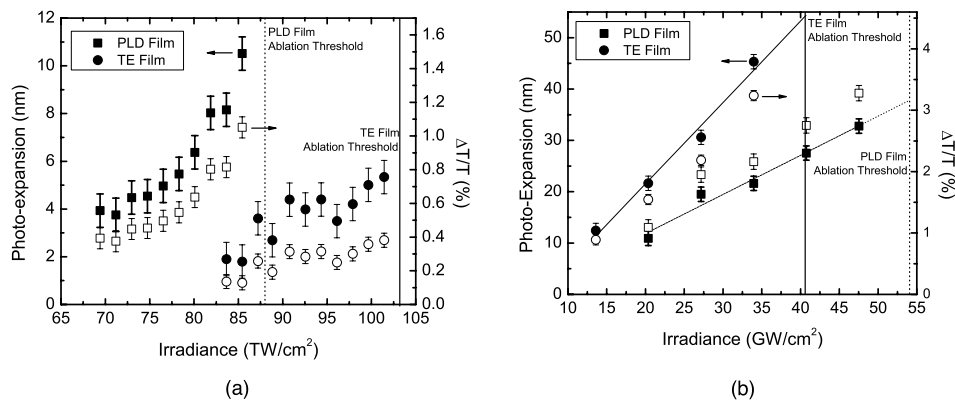 12
10
8
6
4
2
0
Photo-expansion (nm)
PLD Film
TE Film
PLD Film
Ablation Threshold
TE Film
Ablation Threshold
1.6
1.4
1.2
1.0
0.8
0.6
0.4
0.2
0.0
ΔT/T (%)
65 70 75 80 85 90 95 100 105
Irradiance (TW/cm²)
(a)
50
40
30
20
10
0
Photo-Expansion (nm)
PLD Film
TE Film
TE Film
Ablation Threshold
PLD Film
Ablation Threshold
4
3
2
1
0
ΔT/T (%)
10 15 20 25 30 35 40 45 50 55
Irradiance (GW/cm²)
(b)